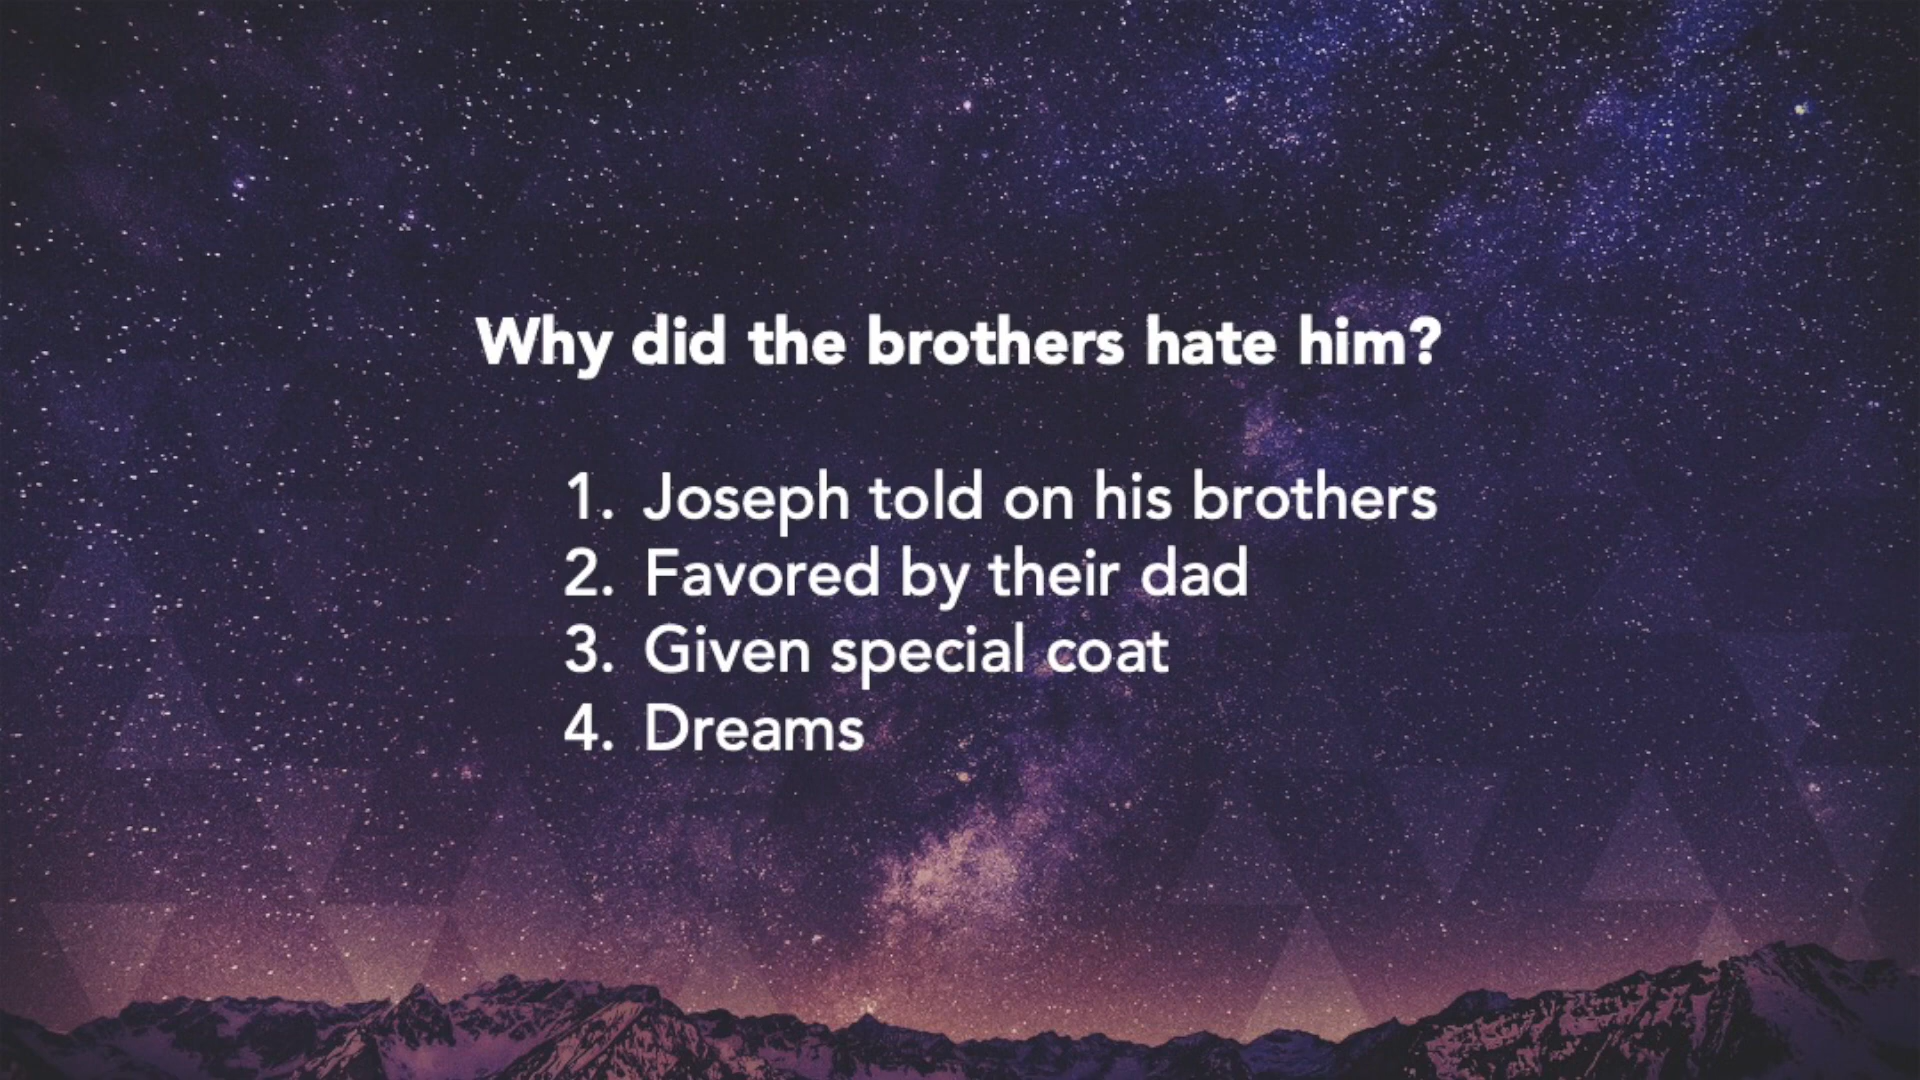 Why did the brothers hate him?
1. Joseph told on his brothers
2. Favored by their dad
3. Given special coat
4. Dreams